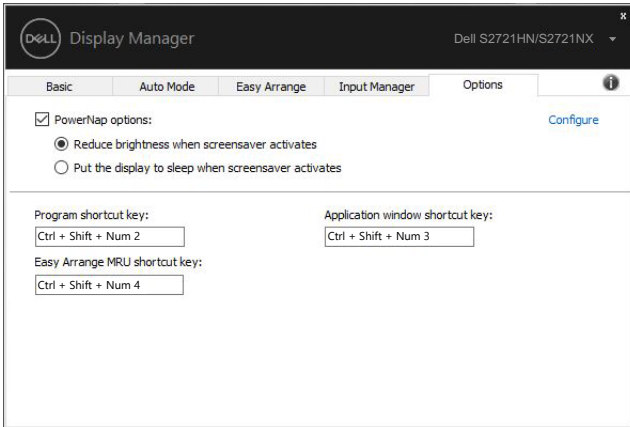 x
DELL Display Manager
Dell S2721HN/S2721NX
Basic Auto Mode Easy Arrange Input Manager Options i
PowerNap options: Configure
Reduce brightness when screensaver activates
Put the display to sleep when screensaver activates
Program shortcut key: Application window shortcut key:
Ctrl + Shift + Num 2 Ctrl + Shift + Num 3
Easy Arrange MRU shortcut key:
Ctrl + Shift + Num 4